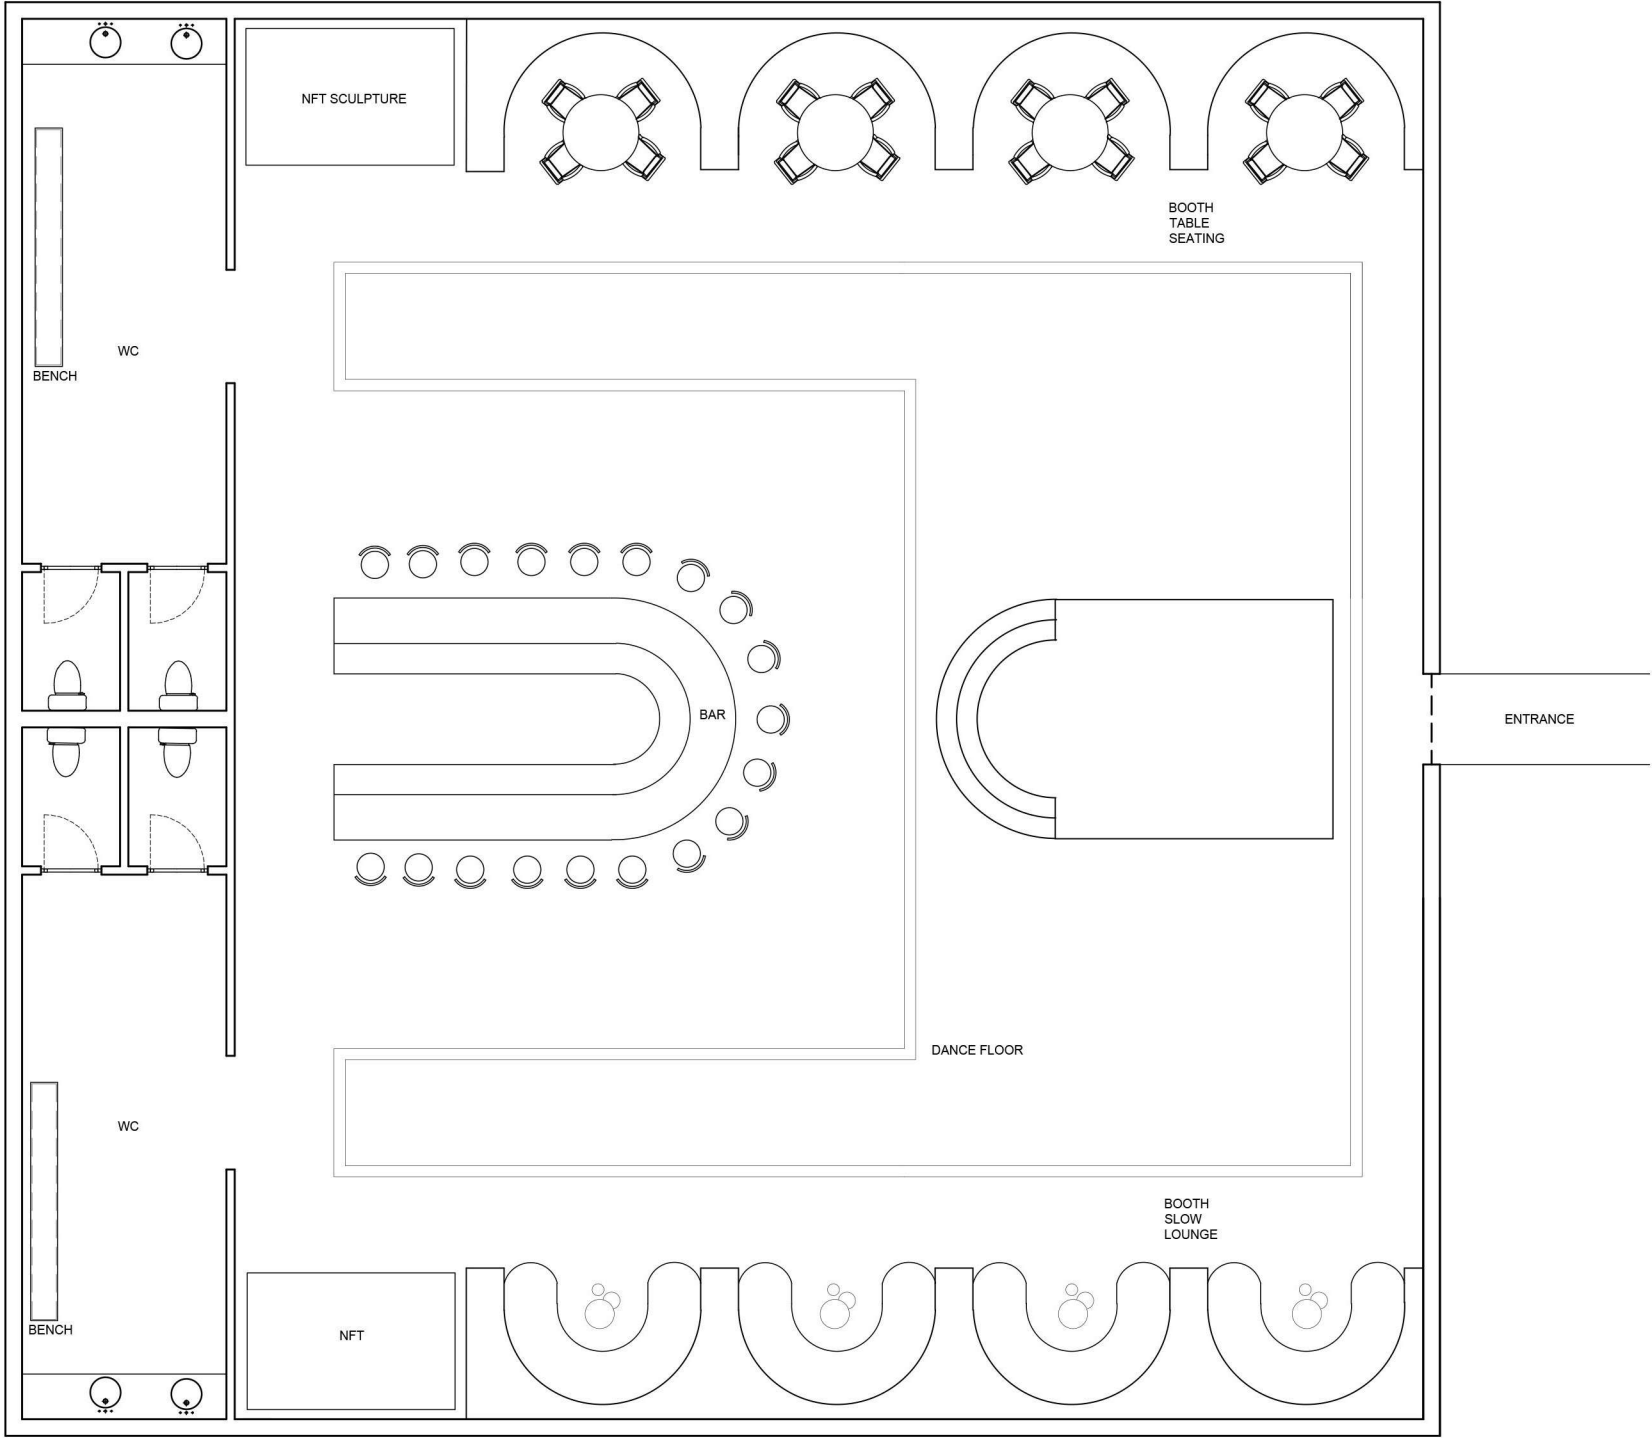 NFT SCULPTURE
BOOTH
TABLE
SEATING
WC
BENCH
BAR
ENTRANCE
DANCE FLOOR
WC
BOOTH
SLOW
LOUNGE
BENCH
NFT